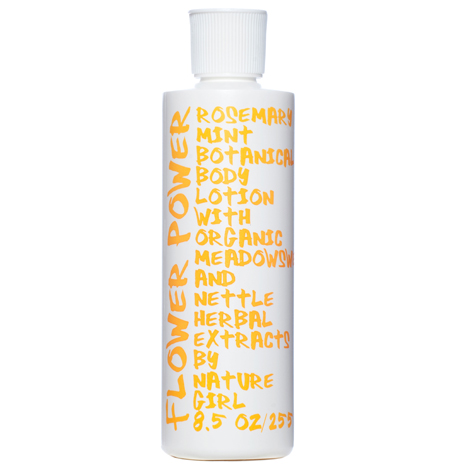 FLOWER POWER
ROSEMARY
MINT
BOTANICAL
BODY
LOTION
WITH
ORGANIC
MEADOWSW
AND
NETTLE
HERBAL
EXTRACTS
BY
NATURE
GIRL
8.5 OZ/255